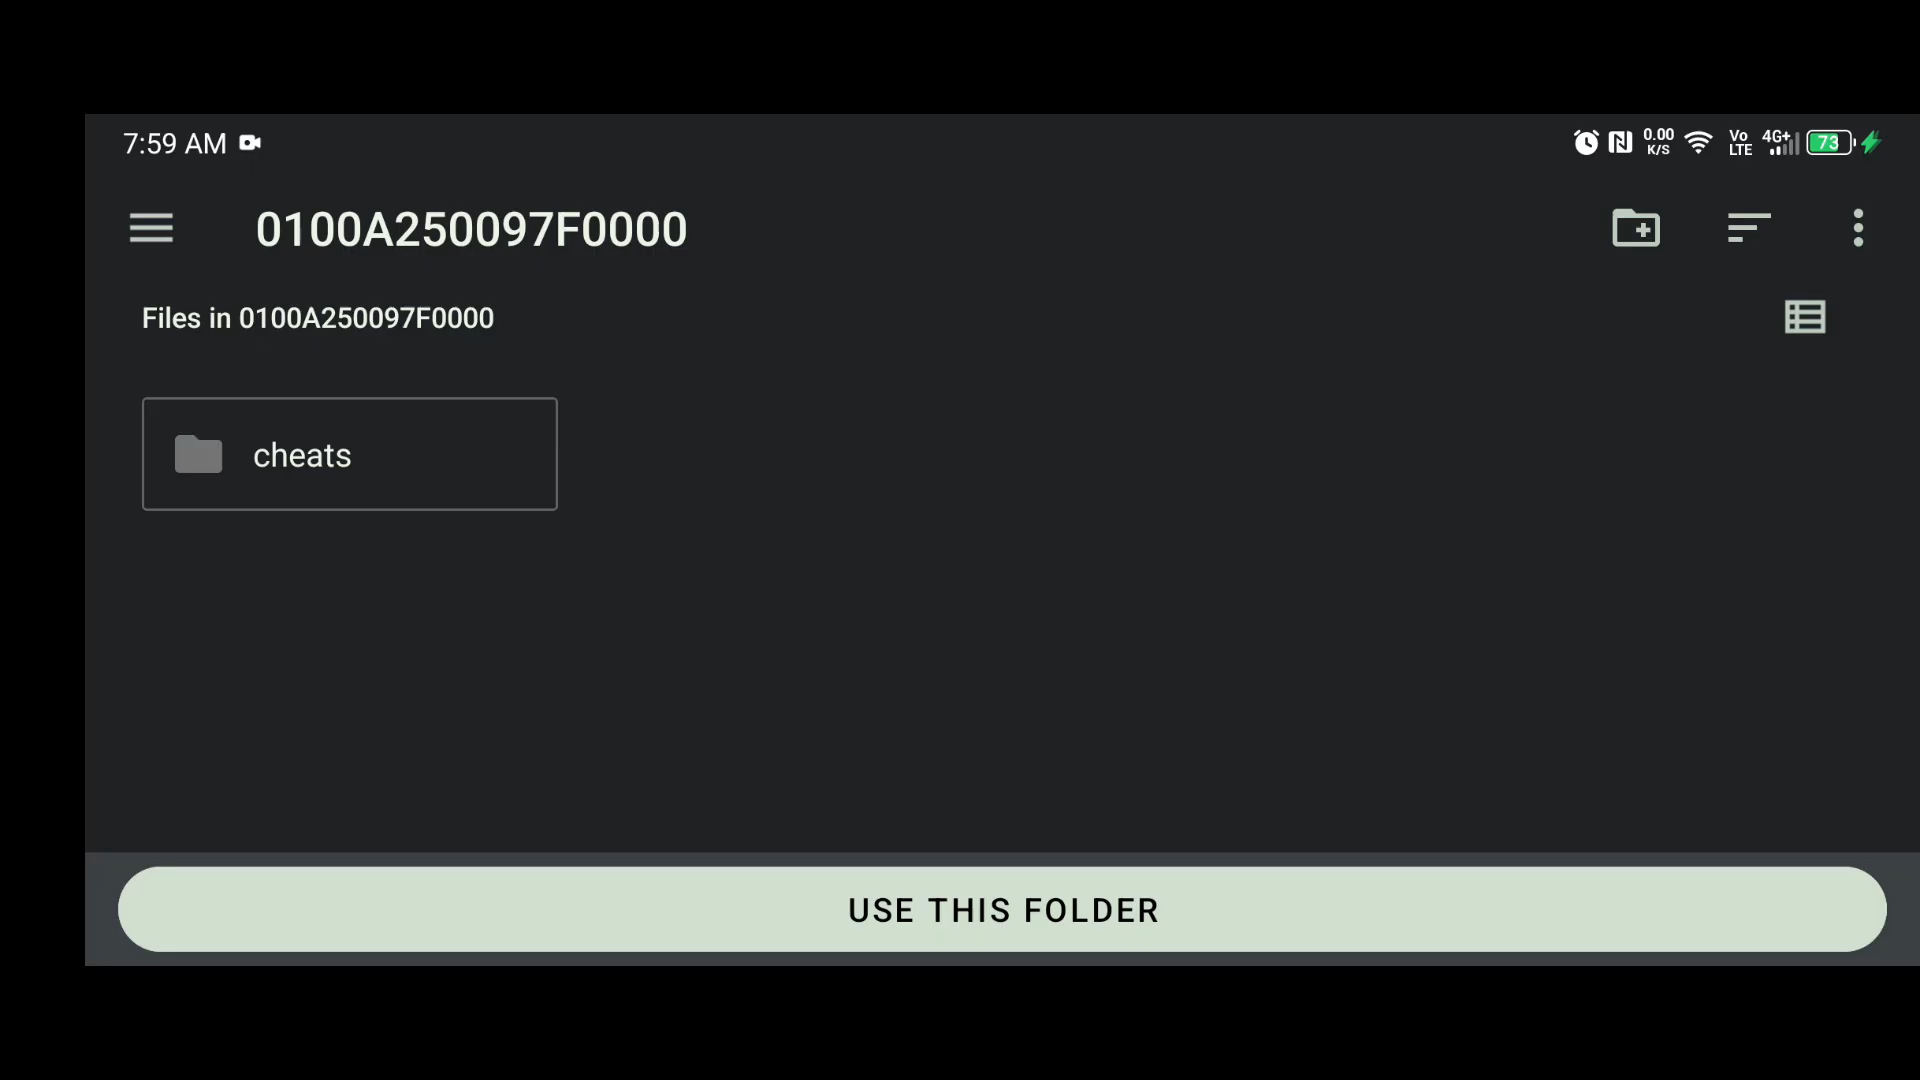 7:59 AM
0.00 K/S Vo LTE 4G+ 73
0100A250097F0000
Files in 0100A250097F0000
cheats
USE THIS FOLDER